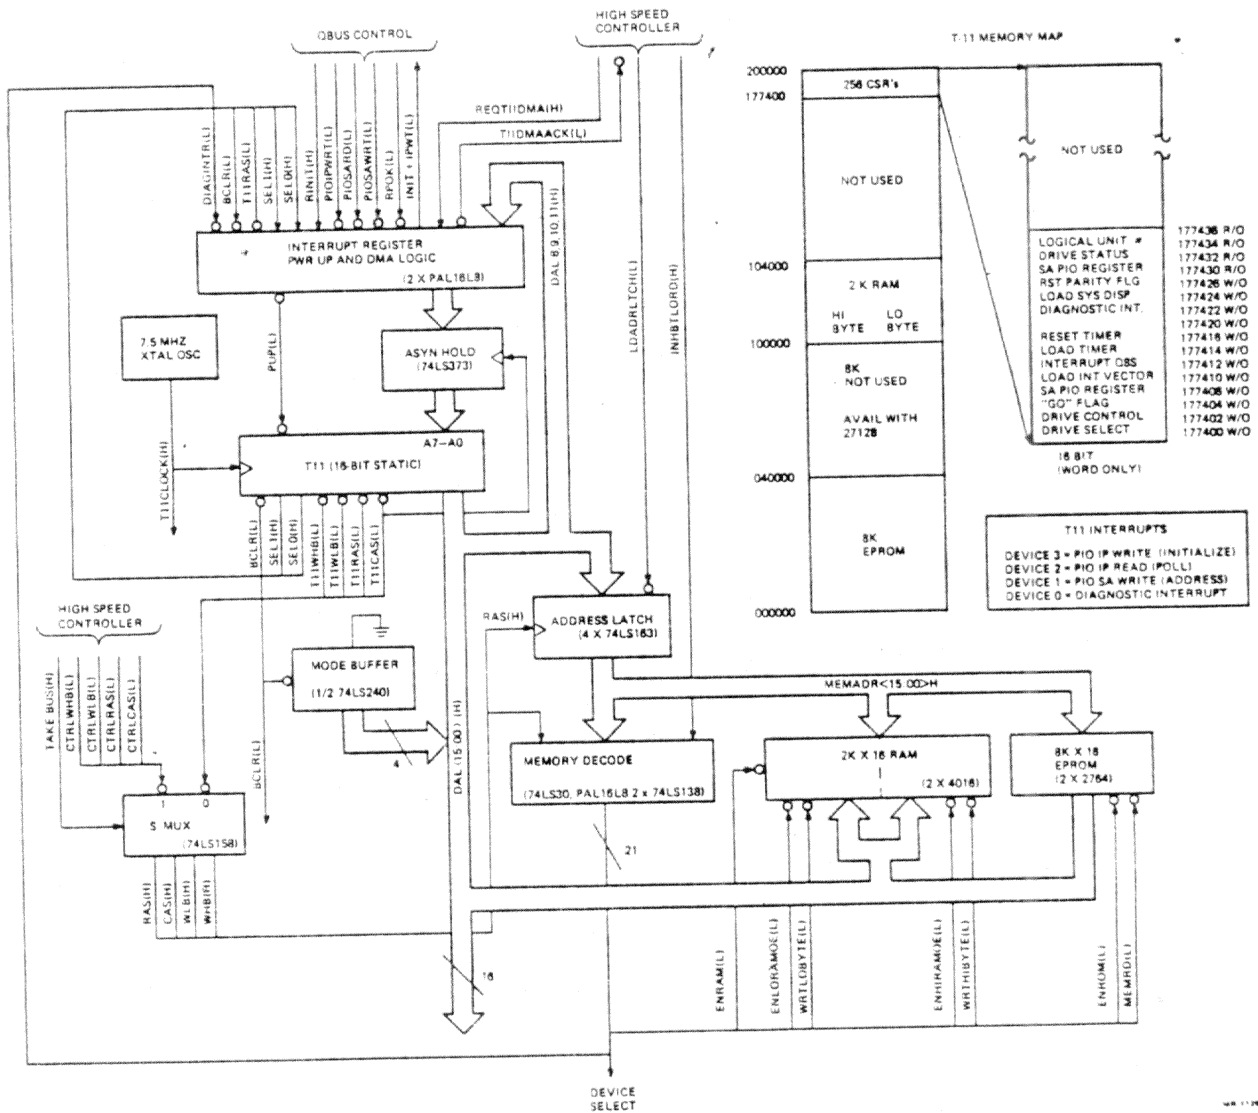 QBUS CONTROL
HIGH SPEED
CONTROLLER
T-11 MEMORY MAP
REQTIIDMA(H)
TIIDMAACK(L)
DIAGINTR(L)
BCLR(L)
T11RAS(L)
SEL1(H)
SEL0(H)
RINIT(H)
PIOIPWRT(L)
PIOSARD(L)
PIOSAWRT(L)
RPOK(L)
INIT + IPWT(L)
INTERRUPT REGISTER
PWR UP AND DMA LOGIC
(2 X PAL16L8)
DAL 8,9,10,11(H)
LDADRLTCH(L)
INHBTLORD(H)
7.5 MHZ
XTAL OSC
PUP(L)
ASYN HOLD
(74LS373)
A7-A0
T11 (16-BIT STATIC)
T11CLOCK(H)
BCLR(L)
SEL1(H)
SEL0(H)
T11WHB(L)
T11WLB(L)
T11RAS(L)
T11CAS(L)
200000
177400
104000
100000
040000
000000
256 CSR's
NOT USED
2 K RAM
HI LO
BYTE BYTE
8K
NOT USED
AVAIL WITH
27128
8K
EPROM
NOT USED
177436 R/O
LOGICAL UNIT # 177434 R/O
DRIVE STATUS 177432 R/O
SA PIO REGISTER 177430 R/O
RST PARITY FLG 177426 W/O
LOAD SYS DISP 177424 W/O
DIAGNOSTIC INT. 177422 W/O
177420 W/O
RESET TIMER 177416 W/O
LOAD TIMER 177414 W/O
INTERRUPT QBS 177412 W/O
LOAD INT VECTOR 177410 W/O
SA PIO REGISTER 177406 W/O
"GO" FLAG 177404 W/O
DRIVE CONTROL 177402 W/O
DRIVE SELECT 177400 W/O
16 BIT
(WORD ONLY)
T11 INTERRUPTS
DEVICE 3 = PIO IP WRITE (INITIALIZE)
DEVICE 2 = PIO IP READ (POLL)
DEVICE 1 = PIO SA WRITE (ADDRESS)
DEVICE 0 = DIAGNOSTIC INTERRUPT
HIGH SPEED
CONTROLLER
TAKE BUS(H)
CTRLWHB(L)
CTRLWLB(L)
CTRLRAS(L)
CTRLCAS(L)
1 0
S MUX
(74LS158)
RAS(H)
CAS(H)
WLB(H)
WHB(H)
BCLR(L)
MODE BUFFER
(1/2 74LS240)
4
DAL (15:00) (H)
16
RAS(H)
ADDRESS LATCH
(4 X 74LS163)
MEMADR<15:00>H
MEMORY DECODE
(74LS30, PAL16L8 2 x 74LS138)
21
2K X 16 RAM
(2 X 4016)
8K X 16
EPROM
(2 X 2764)
ENRAM(L)
ENLORAMOE(L)
WRTLOBYTE(L)
ENHIRAMOE(L)
WRTHIBYTE(L)
ENROM(L)
MEMRD(L)
DEVICE
SELECT